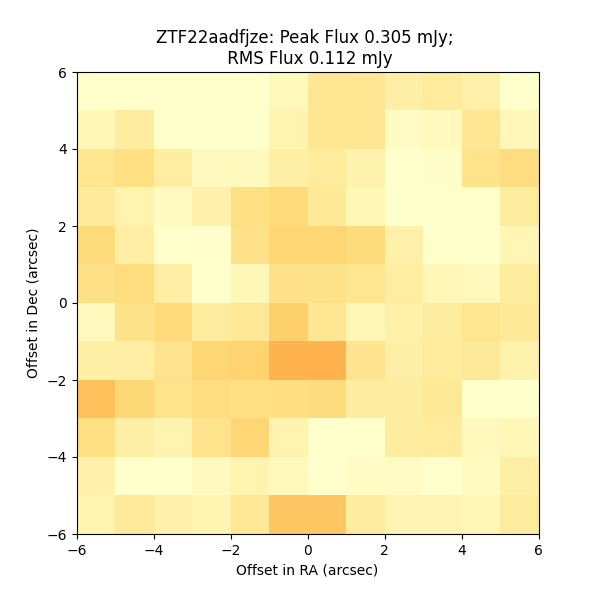 ZTF22aadfjze: Peak Flux 0.305 mJy;
RMS Flux 0.112 mJy
6
4
2
0
−2
−4
−6
Offset in Dec (arcsec)
−6 −4 −2 0 2 4 6
Offset in RA (arcsec)